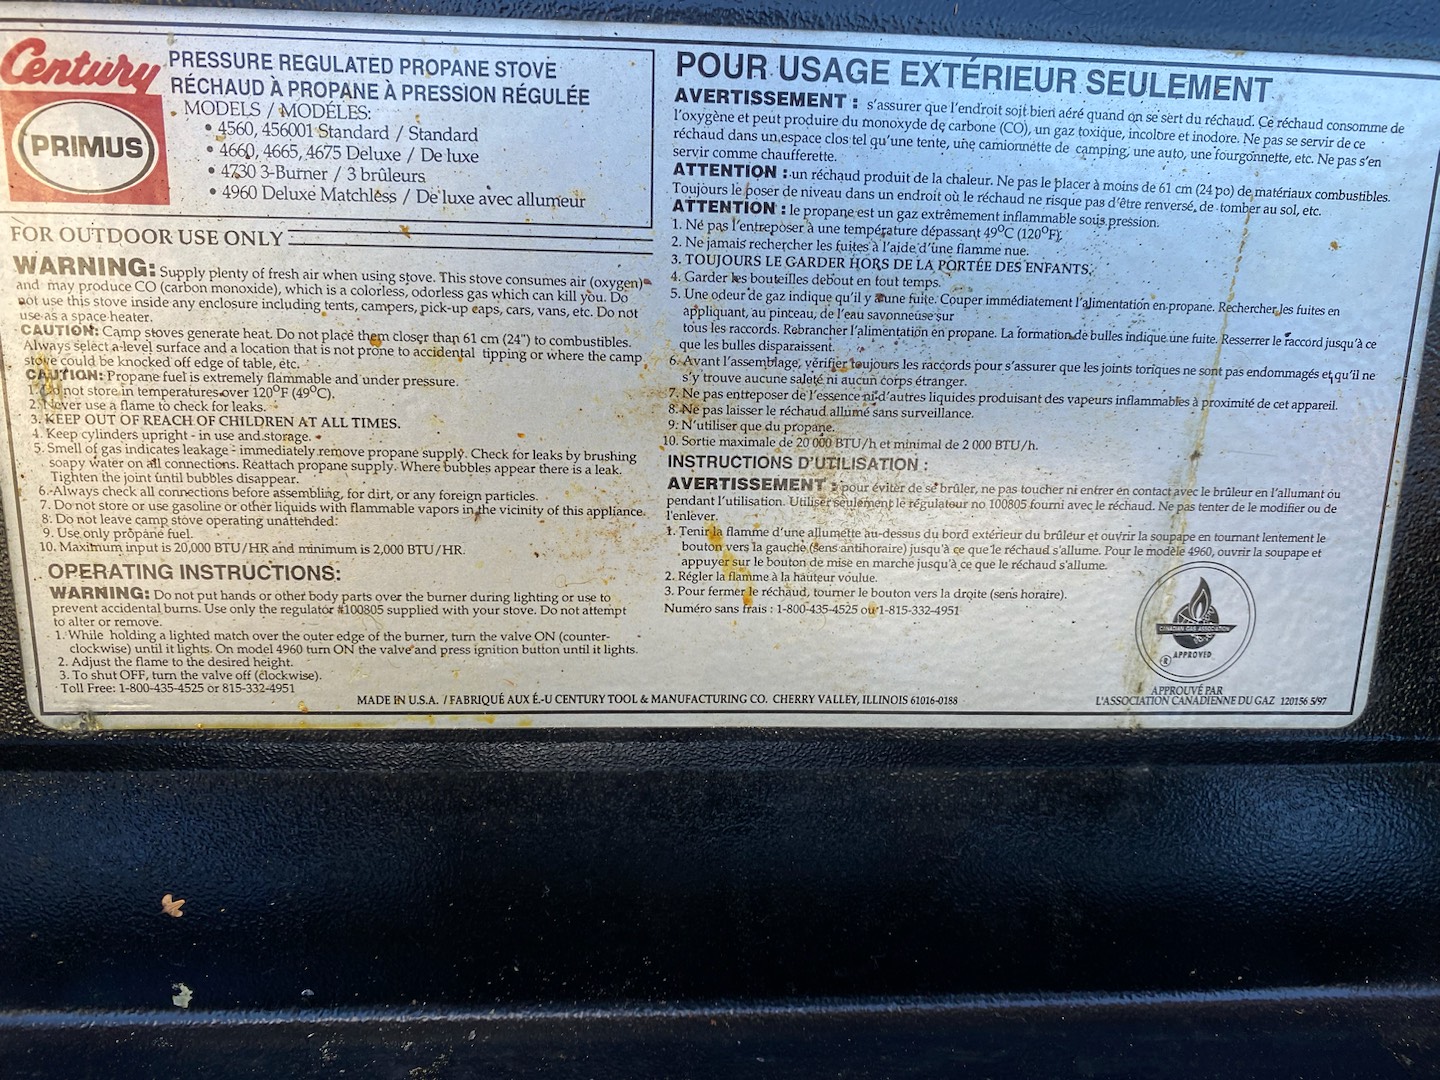 Century
PRIMUS
PRESSURE REGULATED PROPANE STOVE
RÉCHAUD À PROPANE À PRESSION RÉGULÉE
MODELS / MODÉLES:
• 4560, 456001 Standard / Standard
• 4660, 4665, 4675 Deluxe / De luxe
• 4730 3-Burner / 3 brûleurs
• 4960 Deluxe Matchless / De luxe avec allumeur
FOR OUTDOOR USE ONLY
WARNING: Supply plenty of fresh air when using stove. This stove consumes air (oxygen)
and may produce CO (carbon monoxide), which is a colorless, odorless gas which can kill you. Do
not use this stove inside any enclosure including tents, campers, pick-up caps, cars, vans, etc. Do not
use as a space heater.
CAUTION: Camp stoves generate heat. Do not place them closer than 61 cm (24") to combustibles.
Always select a level surface and a location that is not prone to accidental tipping or where the camp
stove could be knocked off edge of table, etc.
CAUTION: Propane fuel is extremely flammable and under pressure.
1. Do not store in temperatures over 120°F (49°C).
2. Never use a flame to check for leaks.
3. KEEP OUT OF REACH OF CHILDREN AT ALL TIMES.
4. Keep cylinders upright - in use and storage.
5. Smell of gas indicates leakage - immediately remove propane supply. Check for leaks by brushing
soapy water on all connections. Reattach propane supply. Where bubbles appear there is a leak.
Tighten the joint until bubbles disappear.
6. Always check all connections before assembling, for dirt, or any foreign particles.
7. Do not store or use gasoline or other liquids with flammable vapors in the vicinity of this appliance.
8. Do not leave camp stove operating unattended.
9. Use only propane fuel.
10. Maximum input is 20,000 BTU/HR and minimum is 2,000 BTU/HR.
OPERATING INSTRUCTIONS:
WARNING: Do not put hands or other body parts over the burner during lighting or use to
prevent accidental burns. Use only the regulator #100805 supplied with your stove. Do not attempt
to alter or remove.
1. While holding a lighted match over the outer edge of the burner, turn the valve ON (counter-
clockwise) until it lights. On model 4960 turn ON the valve and press ignition button until it lights.
2. Adjust the flame to the desired height.
3. To shut OFF, turn the valve off (clockwise).
Toll Free: 1-800-435-4525 or 815-332-4951
POUR USAGE EXTÉRIEUR SEULEMENT
AVERTISSEMENT : s'assurer que l'endroit soit bien aéré quand on se sert du réchaud. Ce réchaud consomme de
l'oxygène et peut produire du monoxyde de carbone (CO), un gaz toxique, incolore et inodore. Ne pas se servir de ce
réchaud dans un espace clos tel qu'une tente, une camionnette de camping, une auto, une fourgonnette, etc. Ne pas s'en
servir comme chaufferette.
ATTENTION : un réchaud produit de la chaleur. Ne pas le placer à moins de 61 cm (24 po) de matériaux combustibles.
Toujours le poser de niveau dans un endroit où le réchaud ne risque pas d'être renversé, de tomber au sol, etc.
ATTENTION : le propane est un gaz extrêmement inflammable sous pression.
1. Ne pas l'entreposer à une température dépassant 49°C (120°F).
2. Ne jamais rechercher les fuites à l'aide d'une flamme nue.
3. TOUJOURS LE GARDER HORS DE LA PORTÉE DES ENFANTS.
4. Garder les bouteilles debout en tout temps.
5. Une odeur de gaz indique qu'il y a une fuite. Couper immédiatement l'alimentation en propane. Rechercher les fuites en
appliquant, au pinceau, de l'eau savonneuse sur
tous les raccords. Rebrancher l'alimentation en propane. La formation de bulles indique une fuite. Resserrer le raccord jusqu'à ce
que les bulles disparaissent.
6. Avant l'assemblage, vérifier toujours les raccords pour s'assurer que les joints toriques ne sont pas endommagés et qu'il ne
s'y trouve aucune saleté ni aucun corps étranger.
7. Ne pas entreposer de l'essence ni d'autres liquides produisant des vapeurs inflammables à proximité de cet appareil.
8. Ne pas laisser le réchaud allumé sans surveillance.
9. N'utiliser que du propane.
10. Sortie maximale de 20 000 BTU/h et minimal de 2 000 BTU/h.
INSTRUCTIONS D'UTILISATION :
AVERTISSEMENT : pour éviter de se brûler, ne pas toucher ni entrer en contact avec le brûleur en l'allumant ou
pendant l'utilisation. Utiliser seulement le régulateur no 100805 fourni avec le réchaud. Ne pas tenter de le modifier ou de
l'enlever.
1. Tenir la flamme d'une allumette au-dessus du bord extérieur du brûleur et ouvrir la soupape en tournant lentement le
bouton vers la gauche (sens antihoraire) jusqu'à ce que le réchaud s'allume. Pour le modèle 4960, ouvrir la soupape et
appuyer sur le bouton de mise en marche jusqu'à ce que le réchaud s'allume.
2. Régler la flamme à la hauteur voulue.
3. Pour fermer le réchaud, tourner le bouton vers la droite (sens horaire).
Numéro sans frais : 1-800-435-4525 ou 1-815-332-4951
CANADIAN GAS ASSOCIATION
APPROVED
®
APPROUVÉ PAR
L'ASSOCIATION CANADIENNE DU GAZ 120156 5/97
MADE IN U.S.A. / FABRIQUÉ AUX É.-U CENTURY TOOL & MANUFACTURING CO. CHERRY VALLEY, ILLINOIS 61016-0188